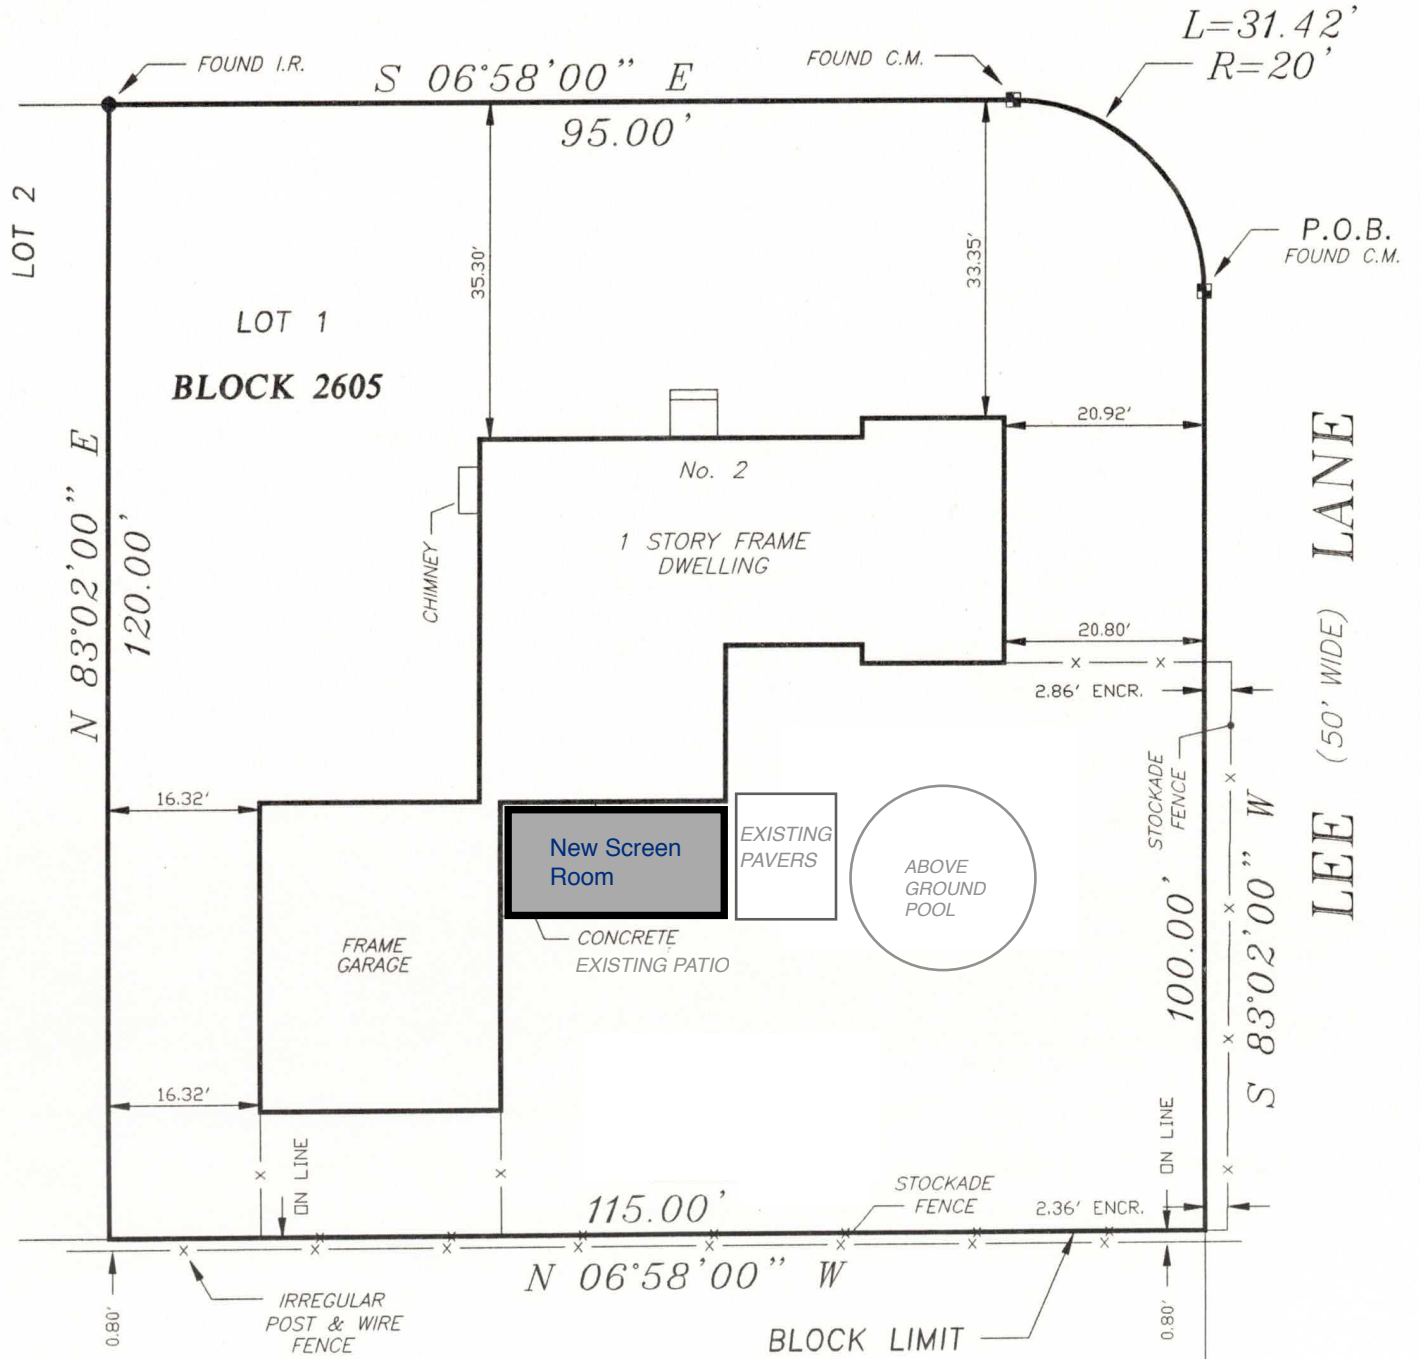 L=31.42'
R=20'
FOUND I.R.
S 06°58'00" E
FOUND C.M.
95.00'
LOT 2
35.30'
33.35'
P.O.B.
FOUND C.M.
LOT 1
BLOCK 2605
20.92'
No. 2
1 STORY FRAME
DWELLING
CHIMNEY
N 83°02'00" E
120.00'
20.80'
X X
2.86' ENCR.
LEE (50' WIDE) LANE
STOCKADE
FENCE
16.32'
New Screen
Room
EXISTING
PAVERS
ABOVE
GROUND
POOL
100.00'
S 83°02'00" W
CONCRETE
EXISTING PATIO
FRAME
GARAGE
16.32'
ON LINE
ON LINE
115.00'
STOCKADE
FENCE
2.36' ENCR.
N 06°58'00" W
0.80'
IRREGULAR
POST & WIRE
FENCE
BLOCK LIMIT
0.80'